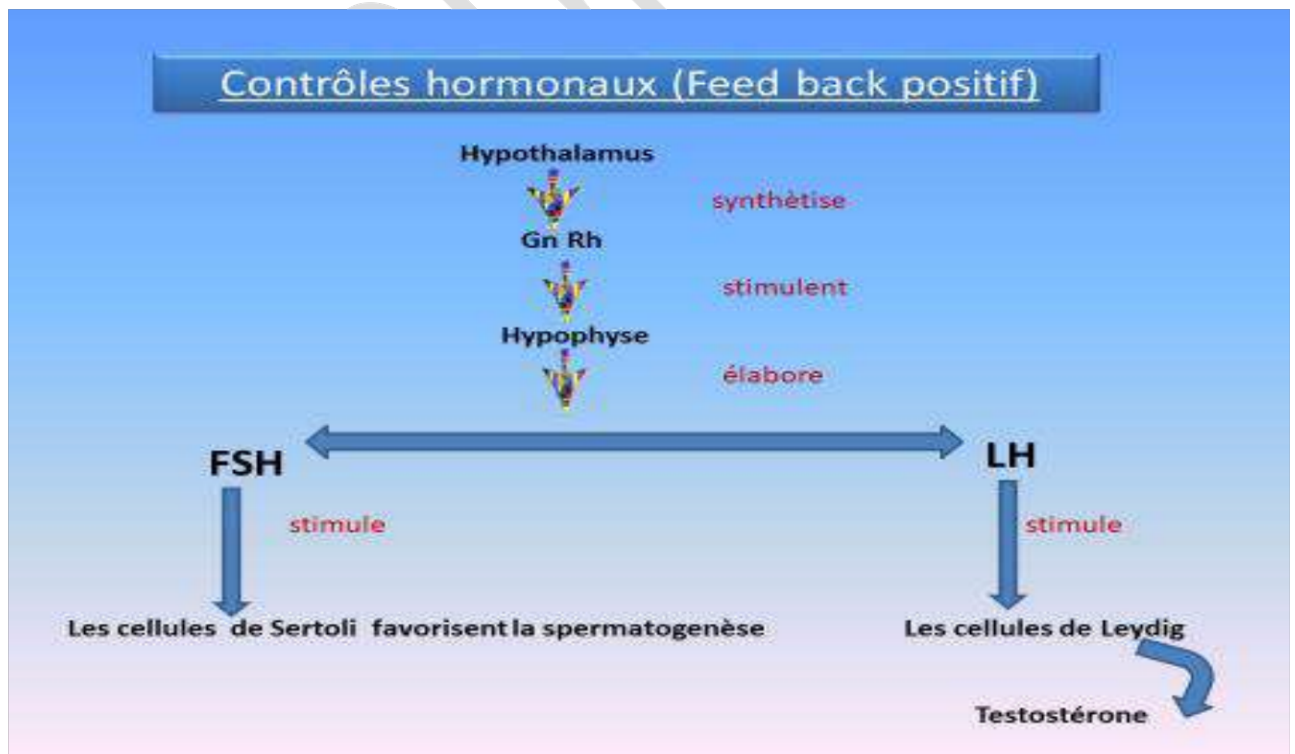 Contrôles hormonaux (Feed back positif)
Hypothalamus
synthètise
Gn Rh
stimulent
Hypophyse
élabore
FSH
LH
stimule
stimule
Les cellules de Sertoli favorisent la spermatogenèse
Les cellules de Leydig
Testostérone